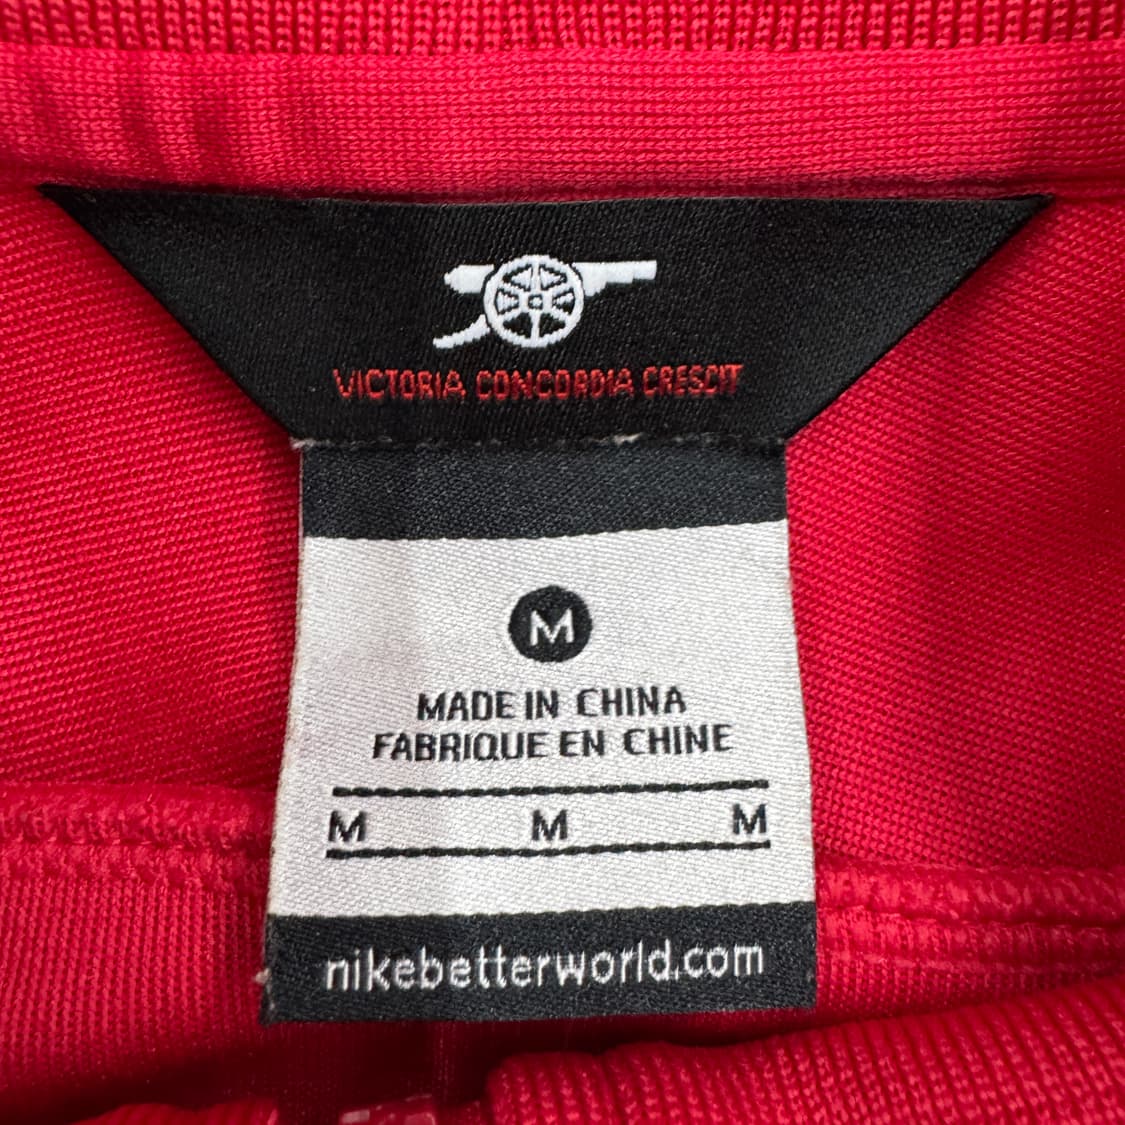 VICTORIA CONCORDIA CRESCIT
M
MADE IN CHINA
FABRIQUE EN CHINE
M M M
nikebetterworld.com